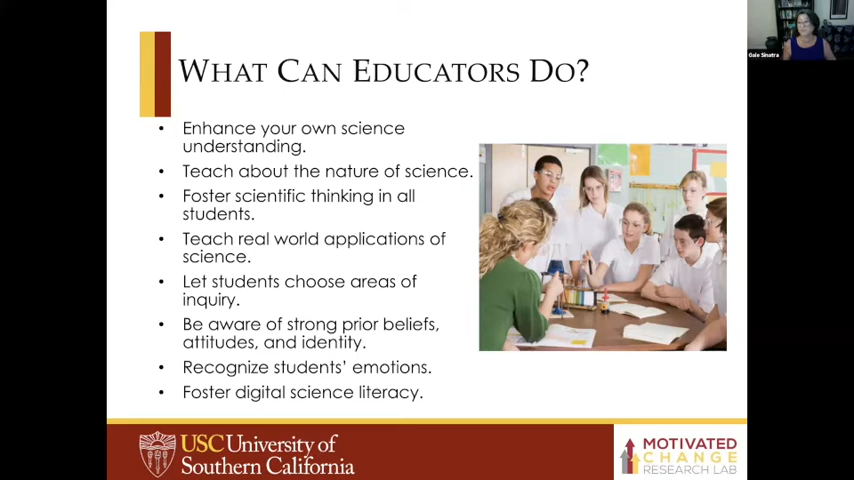 WHAT CAN EDUCATORS DO?
• Enhance your own science
understanding.
• Teach about the nature of science.
• Foster scientific thinking in all
students.
• Teach real world applications of
science.
• Let students choose areas of
inquiry.
• Be aware of strong prior beliefs,
attitudes, and identity.
• Recognize students' emotions.
• Foster digital science literacy.
USC University of
Southern California
MOTIVATED
CHANGE
RESEARCH LAB
Gale Sinatra